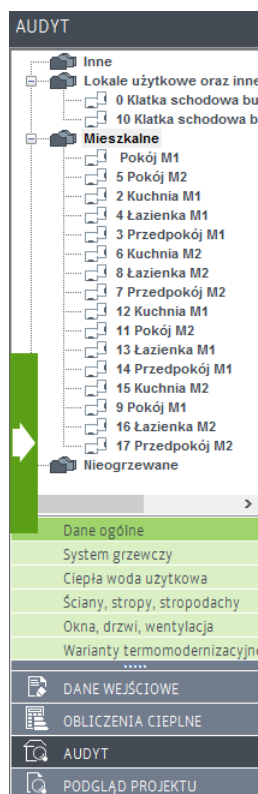 AUDYT
Inne
Lokale użytkowe oraz inne
0 Klatka schodowa bu
10 Klatka schodowa b
Mieszkalne
Pokój M1
5 Pokój M2
2 Kuchnia M1
4 Łazienka M1
3 Przedpokój M1
6 Kuchnia M2
8 Łazienka M2
7 Przedpokój M2
12 Kuchnia M1
11 Pokój M2
13 Łazienka M1
14 Przedpokój M1
15 Kuchnia M2
9 Pokój M1
16 Łazienka M2
17 Przedpokój M2
Nieogrzewane
Dane ogólne
System grzewczy
Ciepła woda użytkowa
Ściany, stropy, stropodachy
Okna, drzwi, wentylacja
Warianty termomodernizacyjne
DANE WEJŚCIOWE
OBLICZENIA CIEPLNE
AUDYT
PODGLĄD PROJEKTU